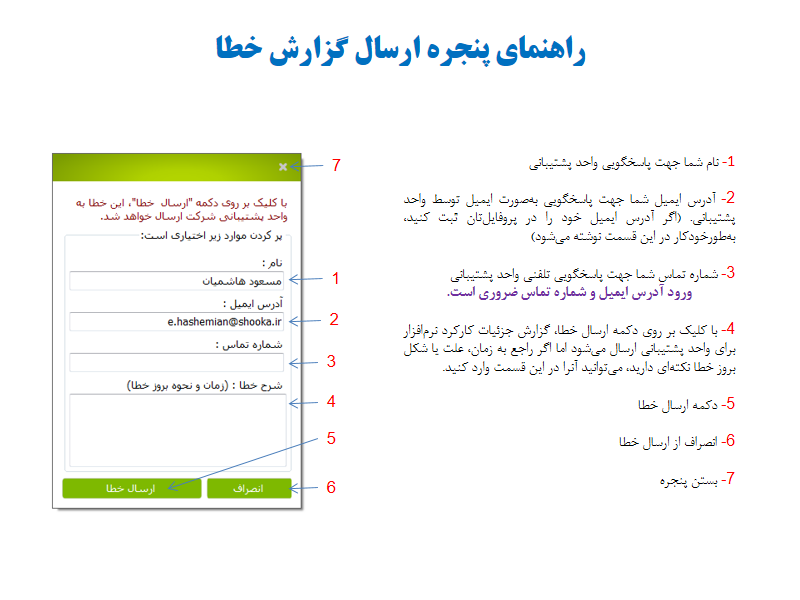 راهنمای پنجره ارسال گزارش خطا
1- نام شما جهت پاسخگویی واحد پشتیبانی
2- آدرس ایمیل شما جهت پاسخگویی به‌صورت ایمیل توسط واحد
پشتیبانی. (اگر آدرس ایمیل خود را در پروفایل‌تان ثبت کنید،
به‌طورخودکار در این قسمت نوشته می‌شود)
3- شماره تماس شما جهت پاسخگویی تلفنی واحد پشتیبانی
ورود آدرس ایمیل و شماره تماس ضروری است.
4- با کلیک بر روی دکمه ارسال خطا، گزارش جزئیات کارکرد نرم‌افزار
برای واحد پشتیبانی ارسال می‌شود اما اگر راجع به زمان، علت یا شکل
بروز خطا نکته‌ای دارید، می‌توانید آنرا در این قسمت وارد کنید.
5- دکمه ارسال خطا
6- انصراف از ارسال خطا
7- بستن پنجره
7
با کلیک بر روی دکمه "ارسال خطا"، این خطا به
واحد پشتیبانی شرکت ارسال خواهد شد.
پر کردن موارد زیر اختیاری است:
نام :
مسعود هاشمیان
1
آدرس ایمیل :
e.hashemian@shooka.ir
2
شماره تماس :
3
شرح خطا : (زمان و نحوه بروز خطا)
4
5
انصراف
ارسال خطا
6